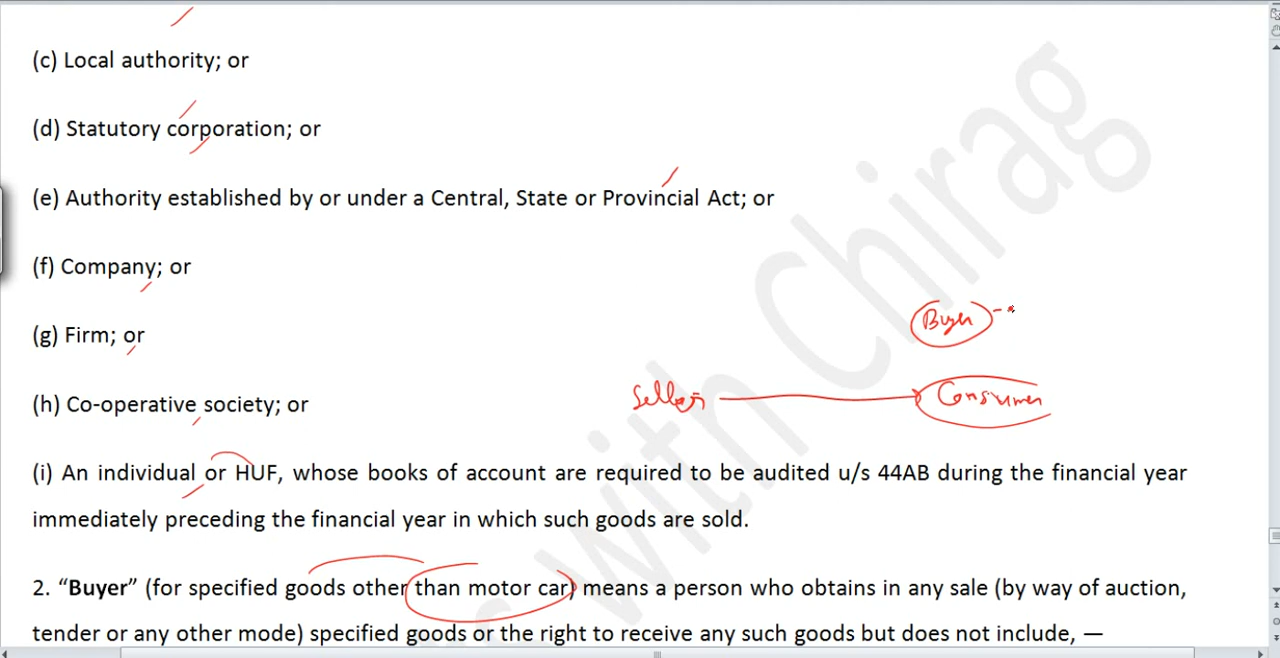 (c) Local authority; or
(d) Statutory corporation; or
(e) Authority established by or under a Central, State or Provincial Act; or
(f) Company; or
(g) Firm; or
Buyer -
(h) Co-operative society; or
Seller
Consumer
(i) An individual or HUF, whose books of account are required to be audited u/s 44AB during the financial year
immediately preceding the financial year in which such goods are sold.
2. “Buyer” (for specified goods other than motor car) means a person who obtains in any sale (by way of auction,
tender or any other mode) specified goods or the right to receive any such goods but does not include, —
with Chirag